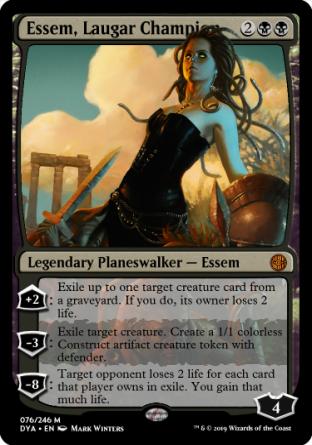 Essem, Laugar Champion 2
Legendary Planeswalker — Essem
+2 Exile up to one target creature card from
a graveyard. If you do, its owner loses 2
life.
-3 Exile target creature. Create a 1/1 colorless
Construct artifact creature token with
defender.
-8 Target opponent loses 2 life for each card
that player owns in exile. You gain that
much life.
4
076/246 M
DYA • EN MARK WINTERS
™ & © 2019 Wizards of the Coast